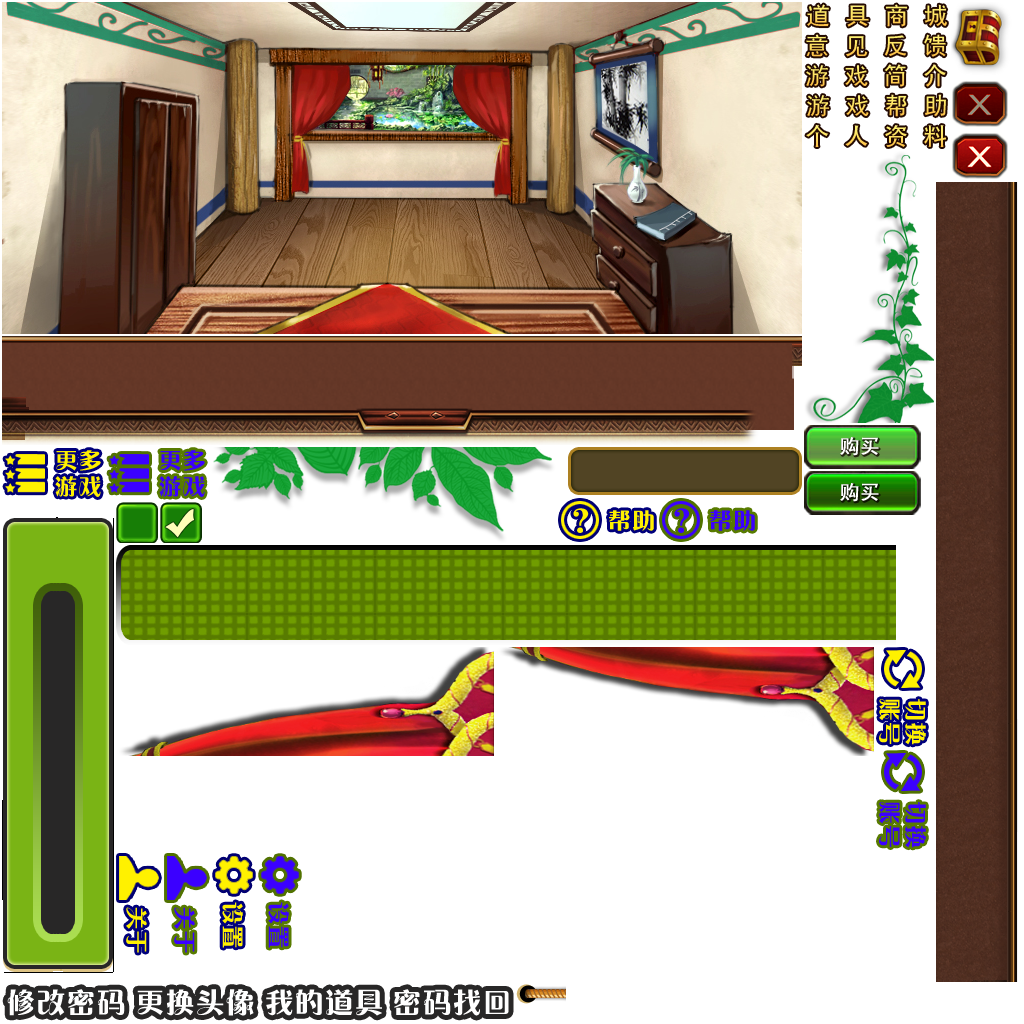 道具商城
意见反馈
游戏简介
游戏帮助
个人资料
购买
购买
更多游戏
更多游戏
帮助
帮助
切换账号
切换账号
关于
关于
设置
设置
修改密码 更换头像 我的道具 密码找回